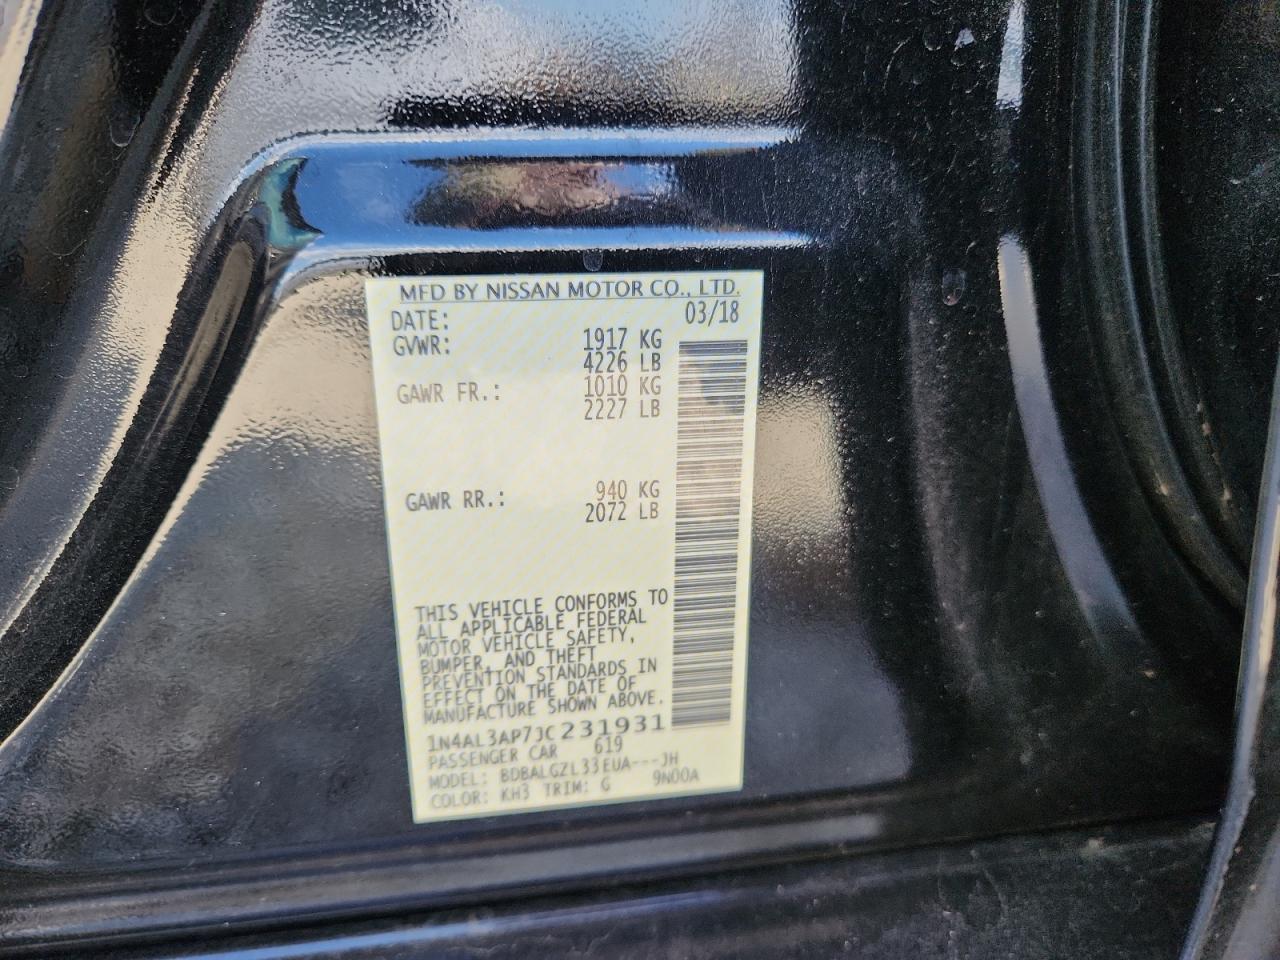 MFD BY NISSAN MOTOR CO., LTD.
DATE: 03/18
GVWR: 1917 KG
4226 LB
GAWR FR.: 1010 KG
2227 LB
GAWR RR.: 940 KG
2072 LB
THIS VEHICLE CONFORMS TO
ALL APPLICABLE FEDERAL
MOTOR VEHICLE SAFETY,
BUMPER, AND THEFT
PREVENTION STANDARDS IN
EFFECT ON THE DATE OF
MANUFACTURE SHOWN ABOVE.
1N4AL3AP7JC231931
PASSENGER CAR 619
MODEL: BDBALGZL33EUA---JH
COLOR: KH3 TRIM: G 9N00A